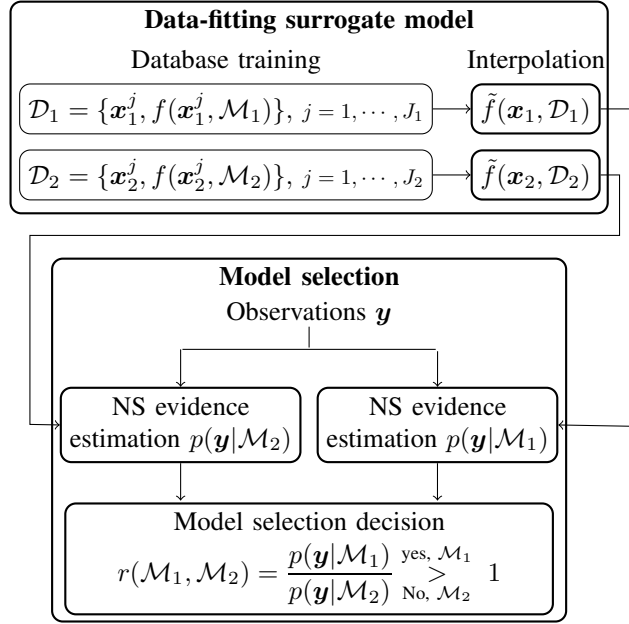 Data-fitting surrogate model
Database training Interpolation
𝒟₁ = {𝒙₁ʲ, f(𝒙₁ʲ, ℳ₁)}, j = 1, ⋯ , J₁ f̃(𝒙₁, 𝒟₁)
𝒟₂ = {𝒙₂ʲ, f(𝒙₂ʲ, ℳ₂)}, j = 1, ⋯ , J₂ f̃(𝒙₂, 𝒟₂)
Model selection
Observations 𝒚
NS evidence
estimation p(𝒚|ℳ₂)
NS evidence
estimation p(𝒚|ℳ₁)
Model selection decision
r(ℳ₁, ℳ₂) = p(𝒚|ℳ₁) / p(𝒚|ℳ₂) yes, ℳ₁ > No, ℳ₂ 1